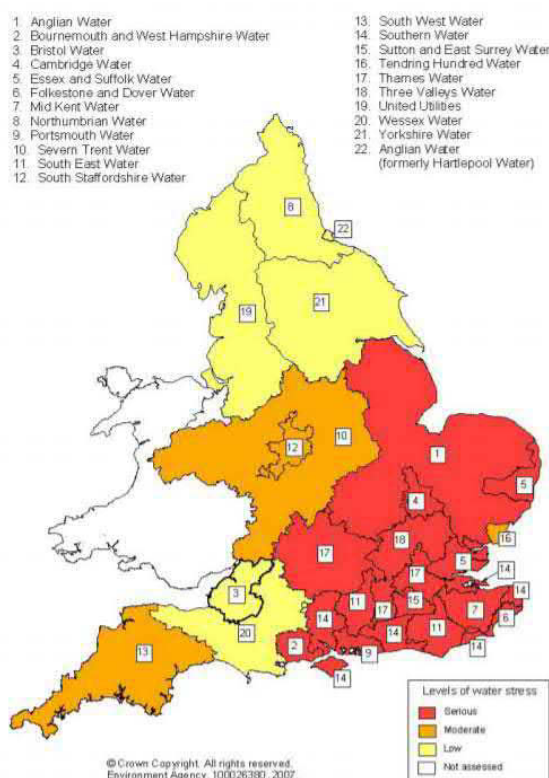 1. Anglian Water
2. Bournemouth and West Hampshire Water
3. Bristol Water
4. Cambridge Water
5. Essex and Suffolk Water
6. Folkestone and Dover Water
7. Mid Kent Water
8. Northumbrian Water
9. Portsmouth Water
10. Severn Trent Water
11. South East Water
12. South Staffordshire Water
13. South West Water
14. Southern Water
15. Sutton and East Surrey Water
16. Tendring Hundred Water
17. Thames Water
18. Three Valleys Water
19. United Utilities
20. Wessex Water
21. Yorkshire Water
22. Anglian Water
(formerly Hartlepool Water)
8
22
21
19
10
12
1
5
4
18
16
17
5
14
17
3
11
17
15
14
7
14
6
20
14
11
13
2
14
9
14
14
Levels of water stress
Serious
Moderate
Low
Not assessed
© Crown Copyright. All rights reserved.
Environment Agency, 100026380, 2007